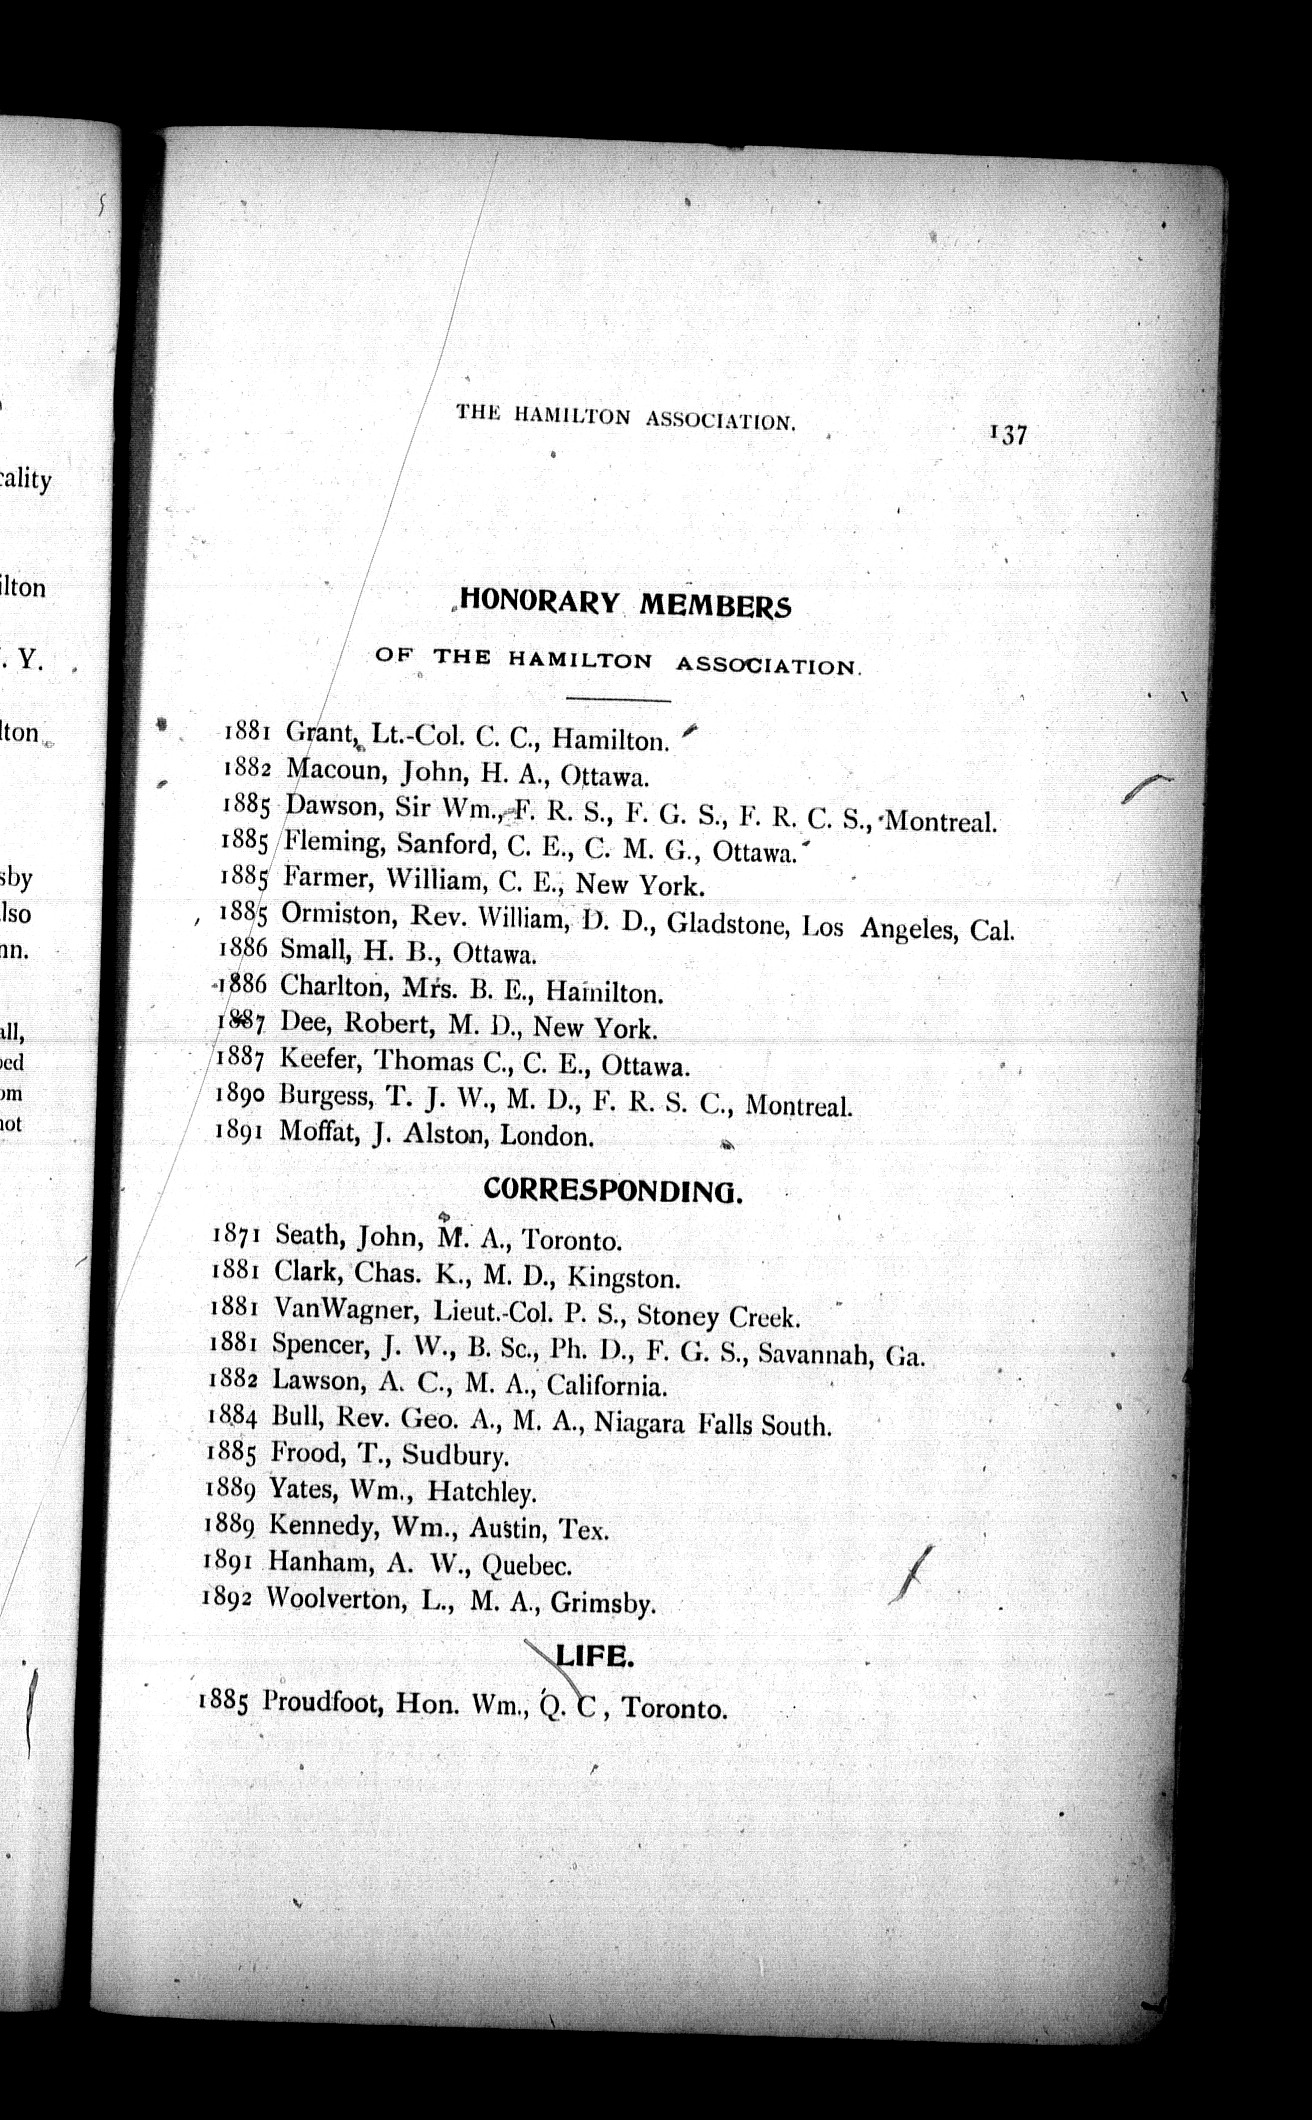 THE HAMILTON ASSOCIATION. 137
HONORARY MEMBERS
OF THE HAMILTON ASSOCIATION.
1881 Grant, Lt.-Col. C. C., Hamilton.
1882 Macoun, John, H. A., Ottawa.
1885 Dawson, Sir Wm., F. R. S., F. G. S., F. R. C. S., Montreal.
1885 Fleming, Sanford, C. E., C. M. G., Ottawa.
1885 Farmer, William, C. E., New York.
1885 Ormiston, Rev. William, D. D., Gladstone, Los Angeles, Cal.
1886 Small, H. B., Ottawa.
1886 Charlton, Mrs. B. E., Hamilton.
1887 Dee, Robert, M. D., New York.
1887 Keefer, Thomas C., C. E., Ottawa.
1890 Burgess, T. J. W., M. D., F. R. S. C., Montreal.
1891 Moffat, J. Alston, London.
CORRESPONDING.
1871 Seath, John, M. A., Toronto.
1881 Clark, Chas. K., M. D., Kingston.
1881 VanWagner, Lieut.-Col. P. S., Stoney Creek.
1881 Spencer, J. W., B. Sc., Ph. D., F. G. S., Savannah, Ga.
1882 Lawson, A. C., M. A., California.
1884 Bull, Rev. Geo. A., M. A., Niagara Falls South.
1885 Frood, T., Sudbury.
1889 Yates, Wm., Hatchley.
1889 Kennedy, Wm., Austin, Tex.
1891 Hanham, A. W., Quebec.
1892 Woolverton, L., M. A., Grimsby.
LIFE.
1885 Proudfoot, Hon. Wm., Q. C, Toronto.